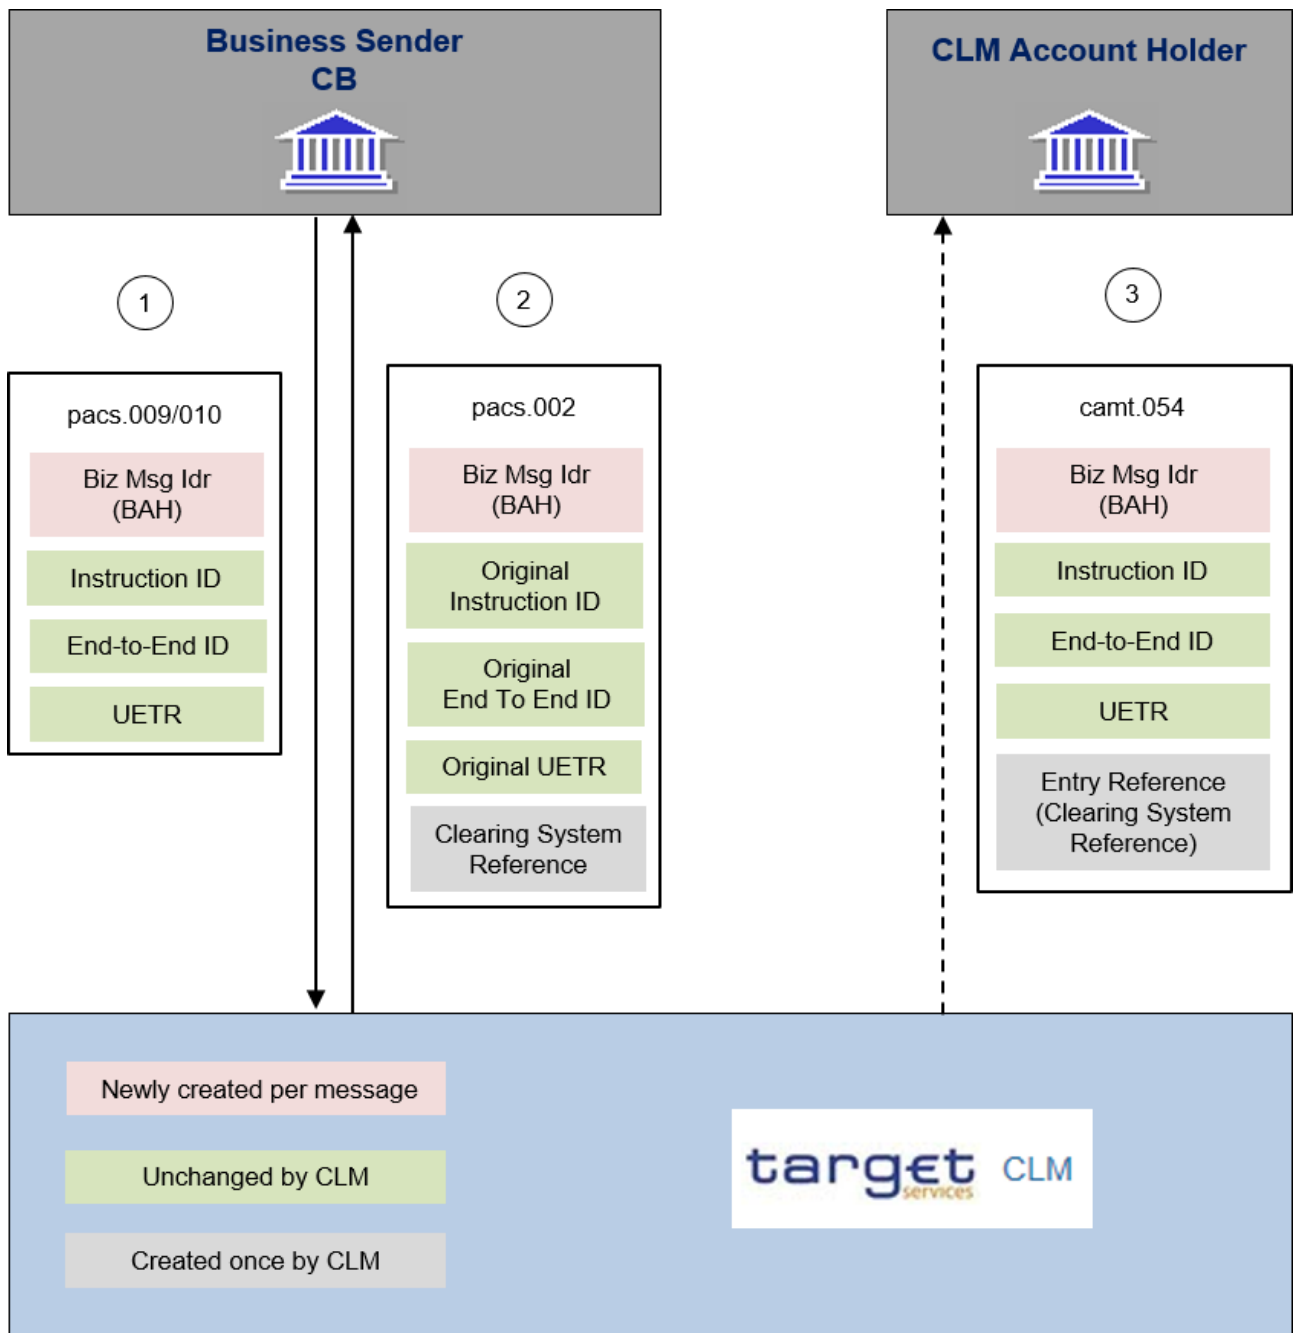 Business Sender
CB
CLM Account Holder
1
2
3
pacs.009/010
Biz Msg Idr
(BAH)
Instruction ID
End-to-End ID
UETR
pacs.002
Biz Msg Idr
(BAH)
Original
Instruction ID
Original
End To End ID
Original UETR
Clearing System
Reference
camt.054
Biz Msg Idr
(BAH)
Instruction ID
End-to-End ID
UETR
Entry Reference
(Clearing System
Reference)
Newly created per message
Unchanged by CLM
Created once by CLM
targ€t
services
CLM